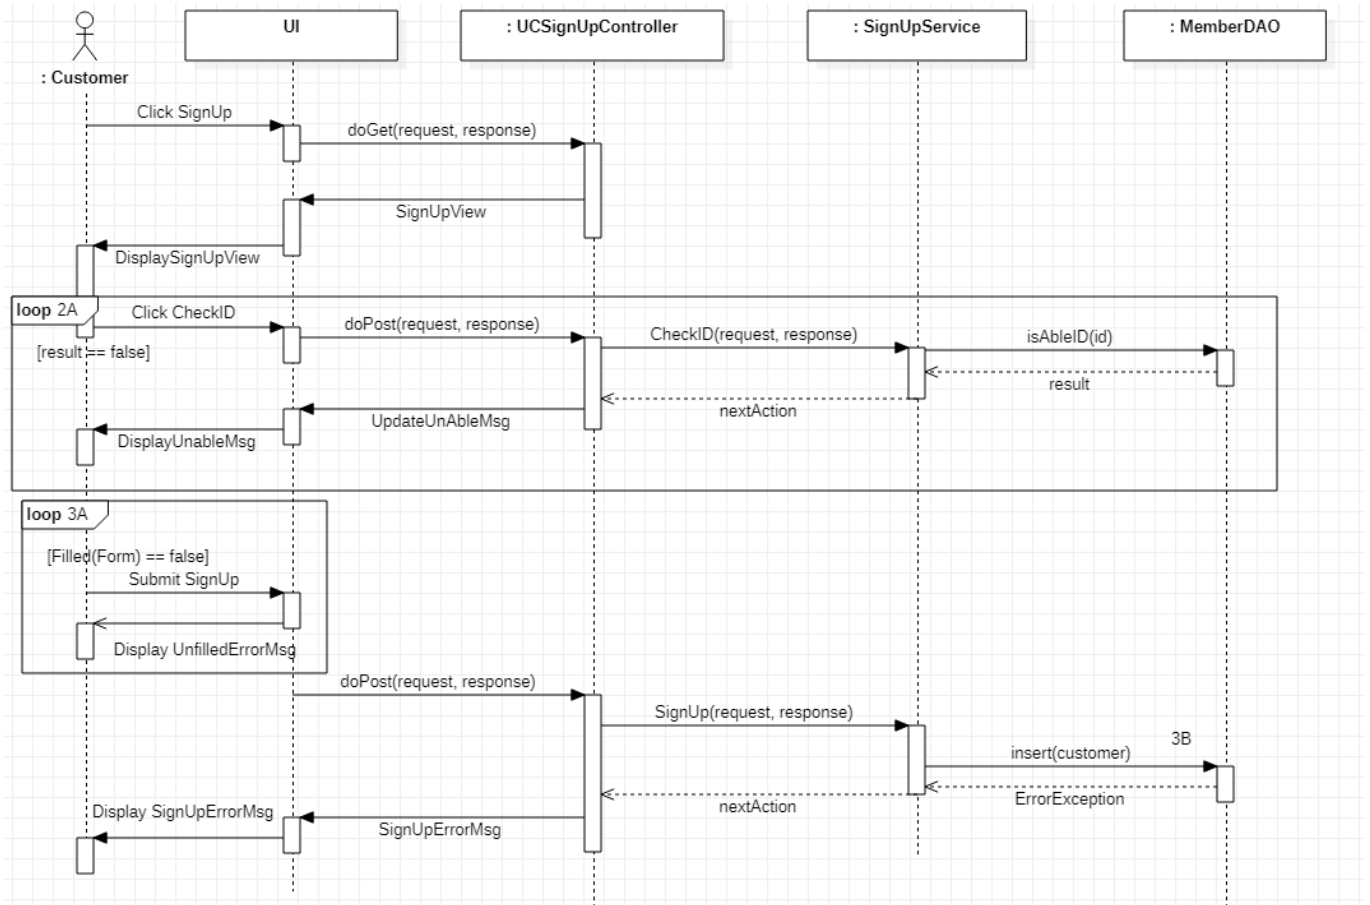 UI
: UCSignUpController
: SignUpService
: MemberDAO
: Customer
Click SignUp
doGet(request, response)
SignUpView
DisplaySignUpView
loop 2A
Click CheckID
doPost(request, response)
CheckID(request, response)
isAbleID(id)
[result == false]
result
nextAction
UpdateUnAbleMsg
DisplayUnableMsg
loop 3A
[Filled(Form) == false]
Submit SignUp
Display UnfilledErrorMsg
doPost(request, response)
SignUp(request, response)
3B
insert(customer)
ErrorException
nextAction
Display SignUpErrorMsg
SignUpErrorMsg